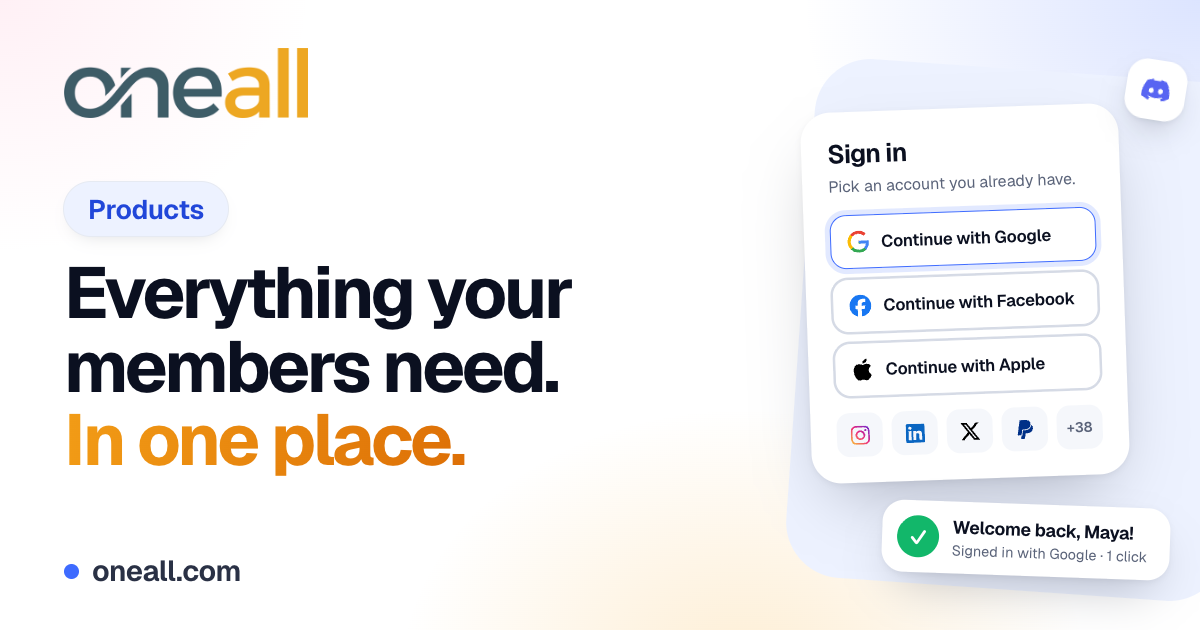 oneall
Products
Everything your
members need.
In one place.
oneall.com
Sign in
Pick an account you already have.
Continue with Google
Continue with Facebook
Continue with Apple
+38
Welcome back, Maya!
Signed in with Google · 1 click